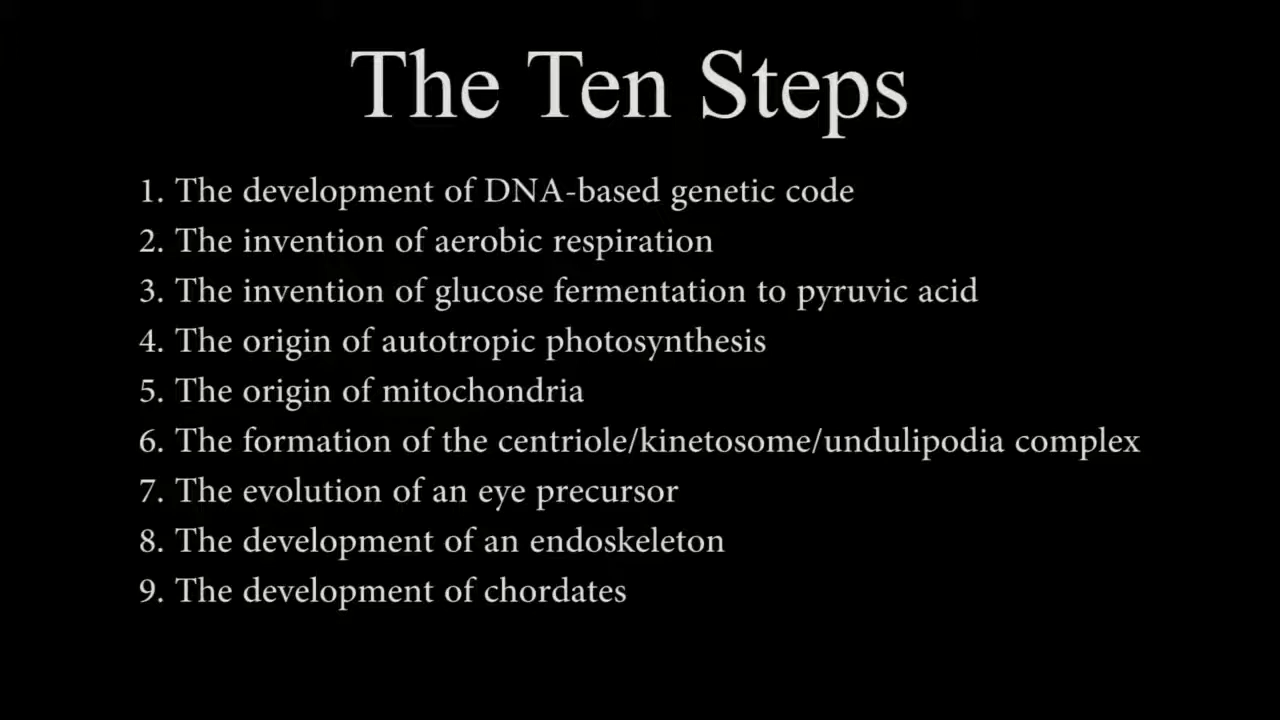 The Ten Steps
1. The development of DNA-based genetic code
2. The invention of aerobic respiration
3. The invention of glucose fermentation to pyruvic acid
4. The origin of autotropic photosynthesis
5. The origin of mitochondria
6. The formation of the centriole/kinetosome/undulipodia complex
7. The evolution of an eye precursor
8. The development of an endoskeleton
9. The development of chordates